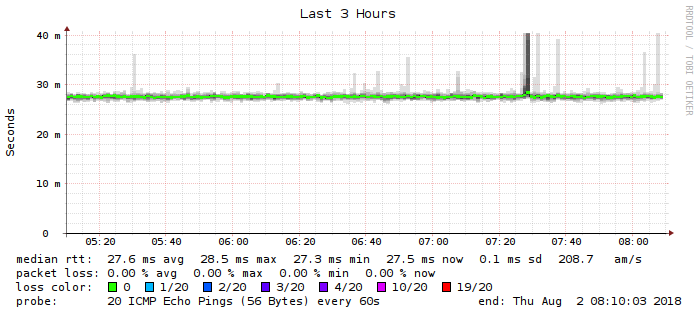 Last 3 Hours
RRDTOOL / TOBI OETIKER
Seconds
40 m
30 m
20 m
10 m
0
05:20 05:40 06:00 06:20 06:40 07:00 07:20 07:40 08:00
median rtt: 27.6 ms avg 28.5 ms max 27.3 ms min 27.5 ms now 0.1 ms sd 208.7 am/s
packet loss: 0.00 % avg 0.00 % max 0.00 % min 0.00 % now
loss color: 0 1/20 2/20 3/20 4/20 10/20 19/20
probe: 20 ICMP Echo Pings (56 Bytes) every 60s end: Thu Aug 2 08:10:03 2018